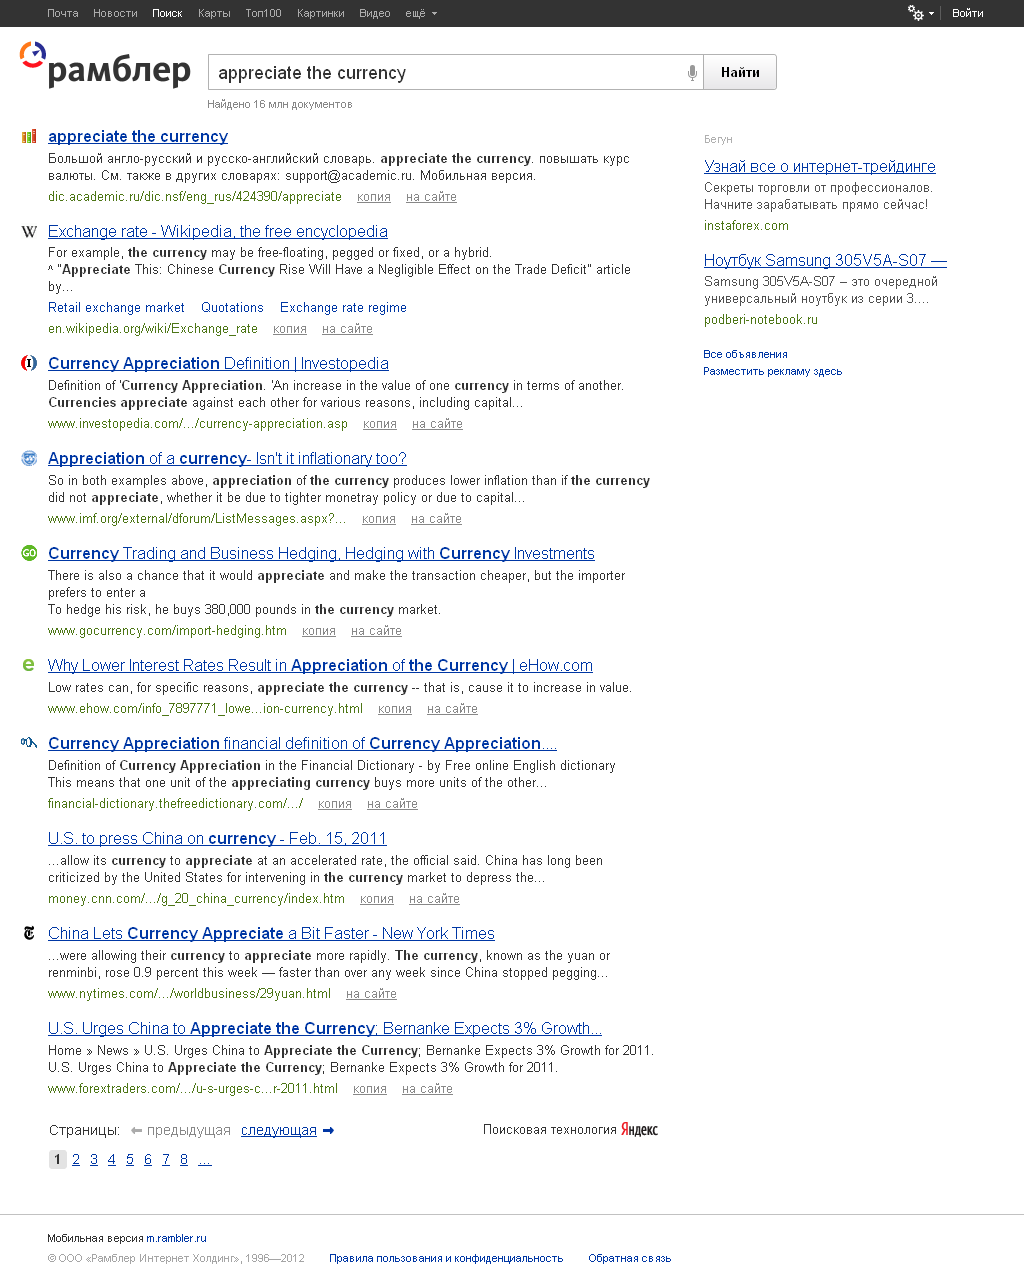 Почта Новости Поиск Карты Топ100 Картинки Видео ещё Войти
рамблер
appreciate the currency Найти
Найдено 16 млн документов
appreciate the currency
Большой англо-русский и русско-английский словарь. appreciate the currency. повышать курс
валюты. См. также в других словарях: support@academic.ru. Мобильная версия.
dic.academic.ru/dic.nsf/eng_rus/424390/appreciate копия на сайте
Exchange rate - Wikipedia, the free encyclopedia
For example, the currency may be free-floating, pegged or fixed, or a hybrid.
^ "Appreciate This: Chinese Currency Rise Will Have a Negligible Effect on the Trade Deficit" article
by...
Retail exchange market Quotations Exchange rate regime
en.wikipedia.org/wiki/Exchange_rate копия на сайте
Currency Appreciation Definition | Investopedia
Definition of 'Currency Appreciation. 'An increase in the value of one currency in terms of another.
Currencies appreciate against each other for various reasons, including capital...
www.investopedia.com/.../currency-appreciation.asp копия на сайте
Appreciation of a currency- Isn't it inflationary too?
So in both examples above, appreciation of the currency produces lower inflation than if the currency
did not appreciate, whether it be due to tighter monetray policy or due to capital...
www.imf.org/external/dforum/ListMessages.aspx?... копия на сайте
GO
Currency Trading and Business Hedging, Hedging with Currency Investments
There is also a chance that it would appreciate and make the transaction cheaper, but the importer
prefers to enter a
To hedge his risk, he buys 380,000 pounds in the currency market.
www.gocurrency.com/import-hedging.htm копия на сайте
Why Lower Interest Rates Result in Appreciation of the Currency | eHow.com
Low rates can, for specific reasons, appreciate the currency -- that is, cause it to increase in value.
www.ehow.com/info_7897771_lowe...ion-currency.html копия на сайте
Currency Appreciation financial definition of Currency Appreciation....
Definition of Currency Appreciation in the Financial Dictionary - by Free online English dictionary
This means that one unit of the appreciating currency buys more units of the other...
financial-dictionary.thefreedictionary.com/.../ копия на сайте
U.S. to press China on currency - Feb. 15, 2011
...allow its currency to appreciate at an accelerated rate, the official said. China has long been
criticized by the United States for intervening in the currency market to depress the...
money.cnn.com/.../g_20_china_currency/index.htm копия на сайте
China Lets Currency Appreciate a Bit Faster - New York Times
...were allowing their currency to appreciate more rapidly. The currency, known as the yuan or
renminbi, rose 0.9 percent this week — faster than over any week since China stopped pegging...
www.nytimes.com/.../worldbusiness/29yuan.html на сайте
U.S. Urges China to Appreciate the Currency; Bernanke Expects 3% Growth...
Home » News » U.S. Urges China to Appreciate the Currency; Bernanke Expects 3% Growth for 2011.
U.S. Urges China to Appreciate the Currency; Bernanke Expects 3% Growth for 2011.
www.forextraders.com/.../u-s-urges-c...r-2011.html копия на сайте
Бегун
Узнай все о интернет-трейдинге
Секреты торговли от профессионалов.
Начните зарабатывать прямо сейчас!
instaforex.com
Ноутбук Samsung 305V5A-S07 —
Samsung 305V5A-S07 – это очередной
универсальный ноутбук из серии 3....
podberi-notebook.ru
Все объявления
Разместить рекламу здесь
Страницы: предыдущая следующая
Поисковая технология Яндекс
1 2 3 4 5 6 7 8 ...
Мобильная версия m.rambler.ru
© ООО «Рамблер Интернет Холдинг», 1996—2012 Правила пользования и конфиденциальность Обратная связь